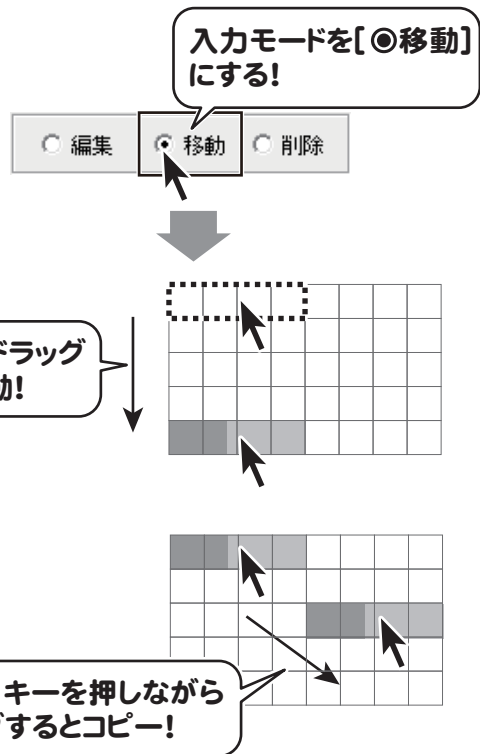 入力モードを[◉移動]
にする!
編集 移動 削除
ドラッグ
動!
キーを押しながら
グするとコピー!